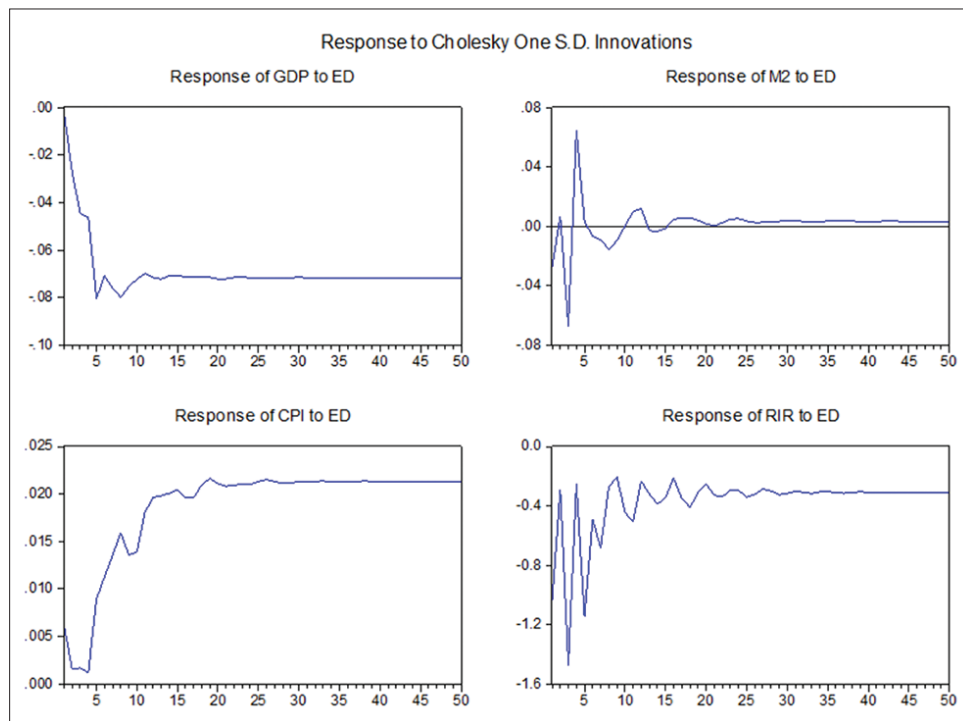 Response to Cholesky One S.D. Innovations
Response of GDP to ED
.00
-.02
-.04
-.06
-.08
-.10
5 10 15 20 25 30 35 40 45 50
Response of M2 to ED
.08
.04
.00
-.04
-.08
5 10 15 20 25 30 35 40 45 50
Response of CPI to ED
.025
.020
.015
.010
.005
.000
5 10 15 20 25 30 35 40 45 50
Response of RIR to ED
0.0
-0.4
-0.8
-1.2
-1.6
5 10 15 20 25 30 35 40 45 50